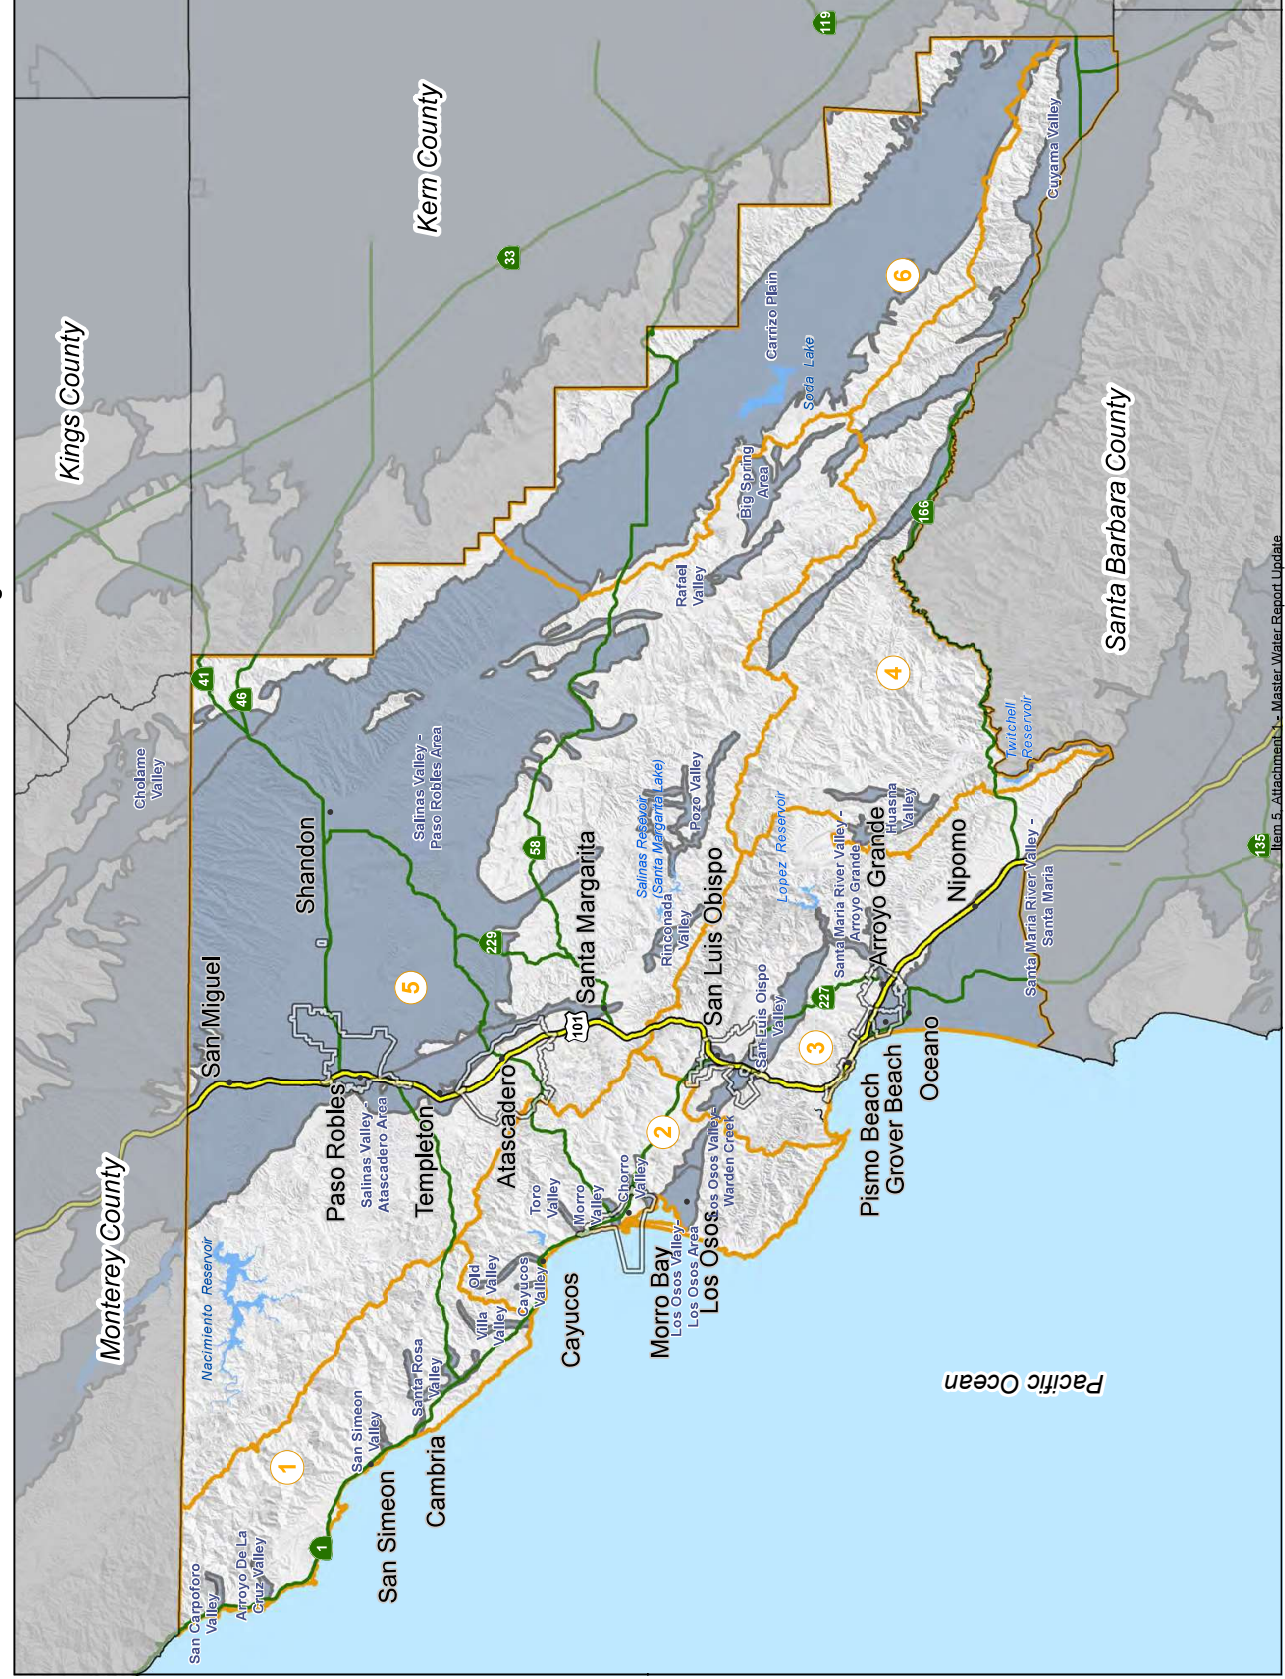 Kings County
Kern County
Monterey County
Santa Barbara County
Pacific Ocean
119
33
41
46
58
229
101
227
166
135
1
1
2
3
4
5
6
San Miguel
Shandon
Paso Robles
Templeton
Atascadero
Santa Margarita
San Luis Obispo
Arroyo Grande
Nipomo
Oceano
Grover Beach
Pismo Beach
Los Osos
Morro Bay
Cayucos
Cambria
San Simeon
Cholame
Valley
Salinas Valley -
Paso Robles Area
Salinas Valley -
Atascadero Area
Carrizo Plain
Soda Lake
Big Spring
Area
Rafael
Valley
Cuyama Valley
Pozo Valley
Salinas Resevoir
(Santa Margarita Lake)
Rinconada
Valley
Lopez Reservoir
Huasna
Valley
Twitchell
Reservoir
Santa Maria River Valley -
Arroyo Grande
Santa Maria River Valley -
Santa Maria
San Luis Oispo
Valley
Los Osos Valley-
Warden Creek
Los Osos Valley-
Los Osos Area
Chorro
Valley
Morro
Valley
Toro
Valley
Cayucos
Valley
Old
Valley
Villa
Valley
Santa Rosa
Valley
San Simeon
Valley
Nacimiento Reservoir
Arroyo De La
Cruz Valley
San Carpoforo
Valley
Item 5, Attachment 1 - Master Water Report Update